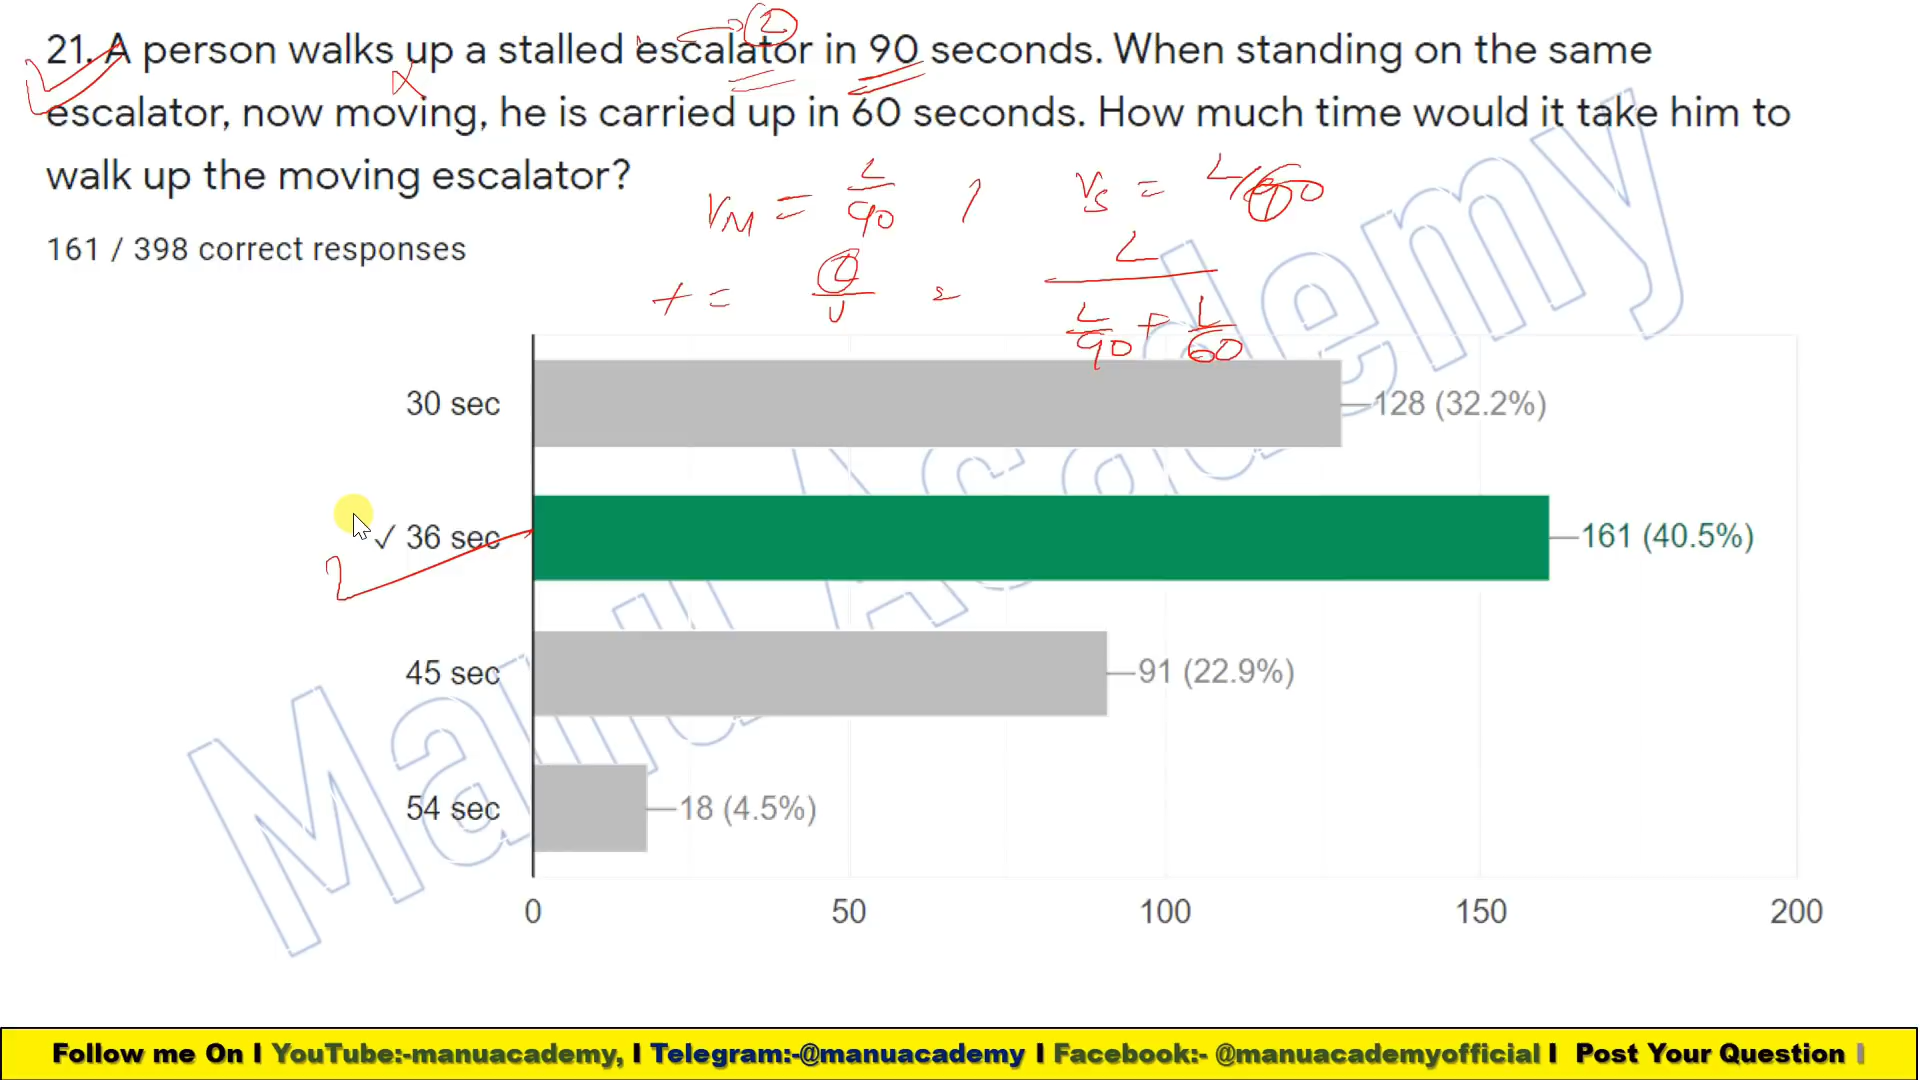 21. A person walks up a stalled escalator in 90 seconds. When standing on the same
escalator, now moving, he is carried up in 60 seconds. How much time would it take him to
walk up the moving escalator?
161 / 398 correct responses
V_M = L/90 , V_S = L/60
t = /V = L / (L/90 + L/60)
30 sec
128 (32.2%)
✓ 36 sec
161 (40.5%)
45 sec
91 (22.9%)
54 sec
18 (4.5%)
0 50 100 150 200
Manu Academy
Follow me On I YouTube:-manuacademy, I Telegram:-@manuacademy I Facebook:- @manuacademyofficial I Post Your Question I